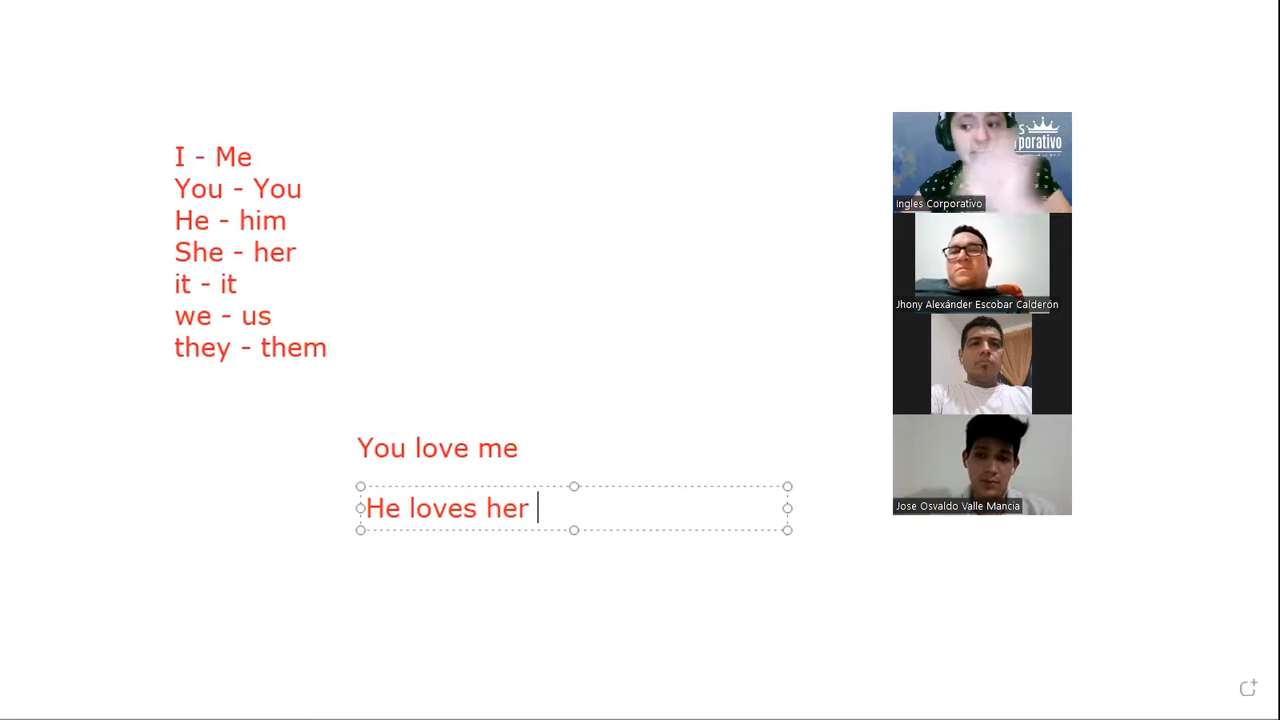 I - Me
You - You
He - him
She - her
it - it
we - us
they - them
You love me
He loves her
S
porativo
Ingles Corporativo
Jhony Alexánder Escobar Calderón
Jose Osvaldo Valle Mancia